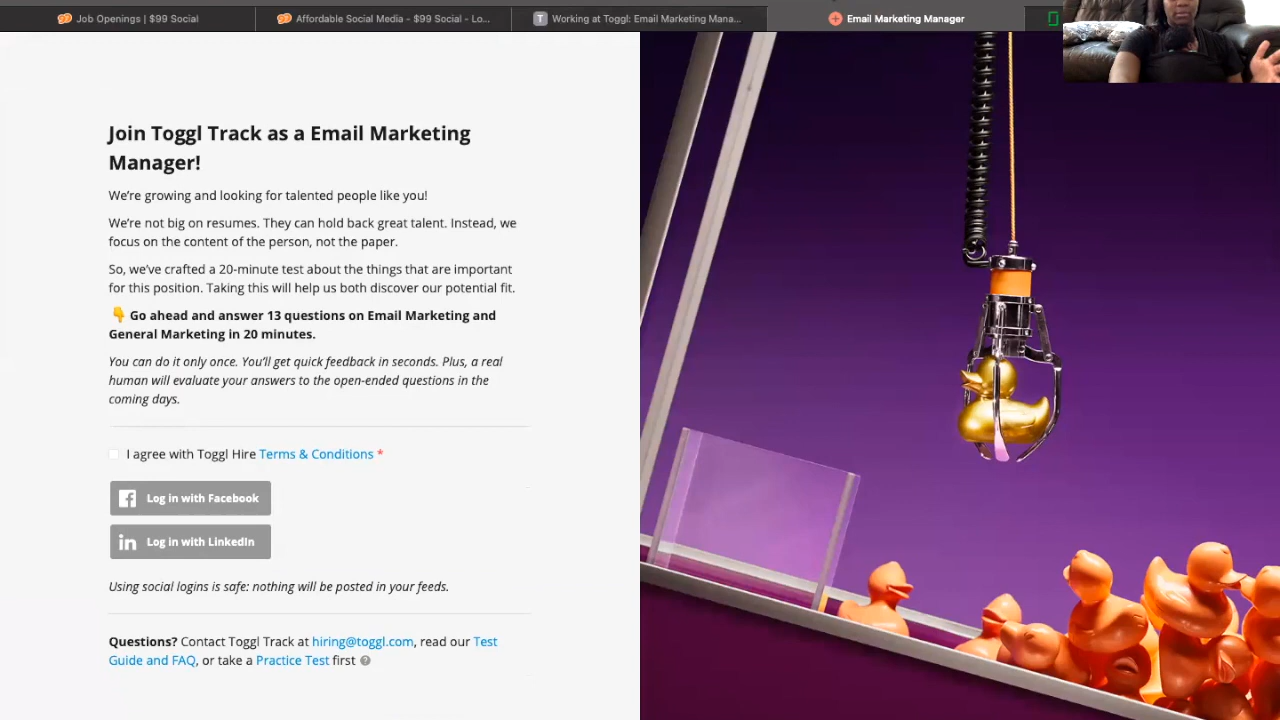 Job Openings | $99 Social
Affordable Social Media - $99 Social - Lo...
T Working at Toggl: Email Marketing Mana...
Email Marketing Manager
Join Toggl Track as a Email Marketing
Manager!
We're growing and looking for talented people like you!
We're not big on resumes. They can hold back great talent. Instead, we
focus on the content of the person, not the paper.
So, we've crafted a 20-minute test about the things that are important
for this position. Taking this will help us both discover our potential fit.
👇 Go ahead and answer 13 questions on Email Marketing and
General Marketing in 20 minutes.
You can do it only once. You'll get quick feedback in seconds. Plus, a real
human will evaluate your answers to the open-ended questions in the
coming days.
I agree with Toggl Hire Terms & Conditions *
Log in with Facebook
in Log in with LinkedIn
Using social logins is safe: nothing will be posted in your feeds.
Questions? Contact Toggl Track at hiring@toggl.com, read our Test
Guide and FAQ, or take a Practice Test first ?